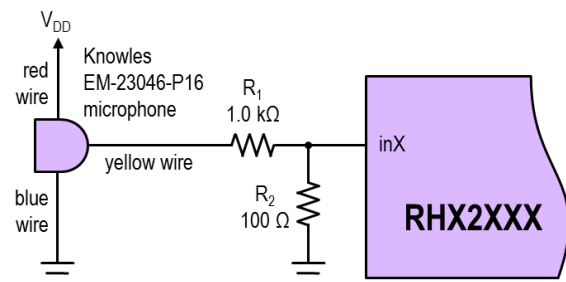 V_DD
red
wire
Knowles
EM-23046-P16
microphone
R₁
1.0 kΩ
inX
yellow wire
R₂
100 Ω
blue
wire
RHX2XXX